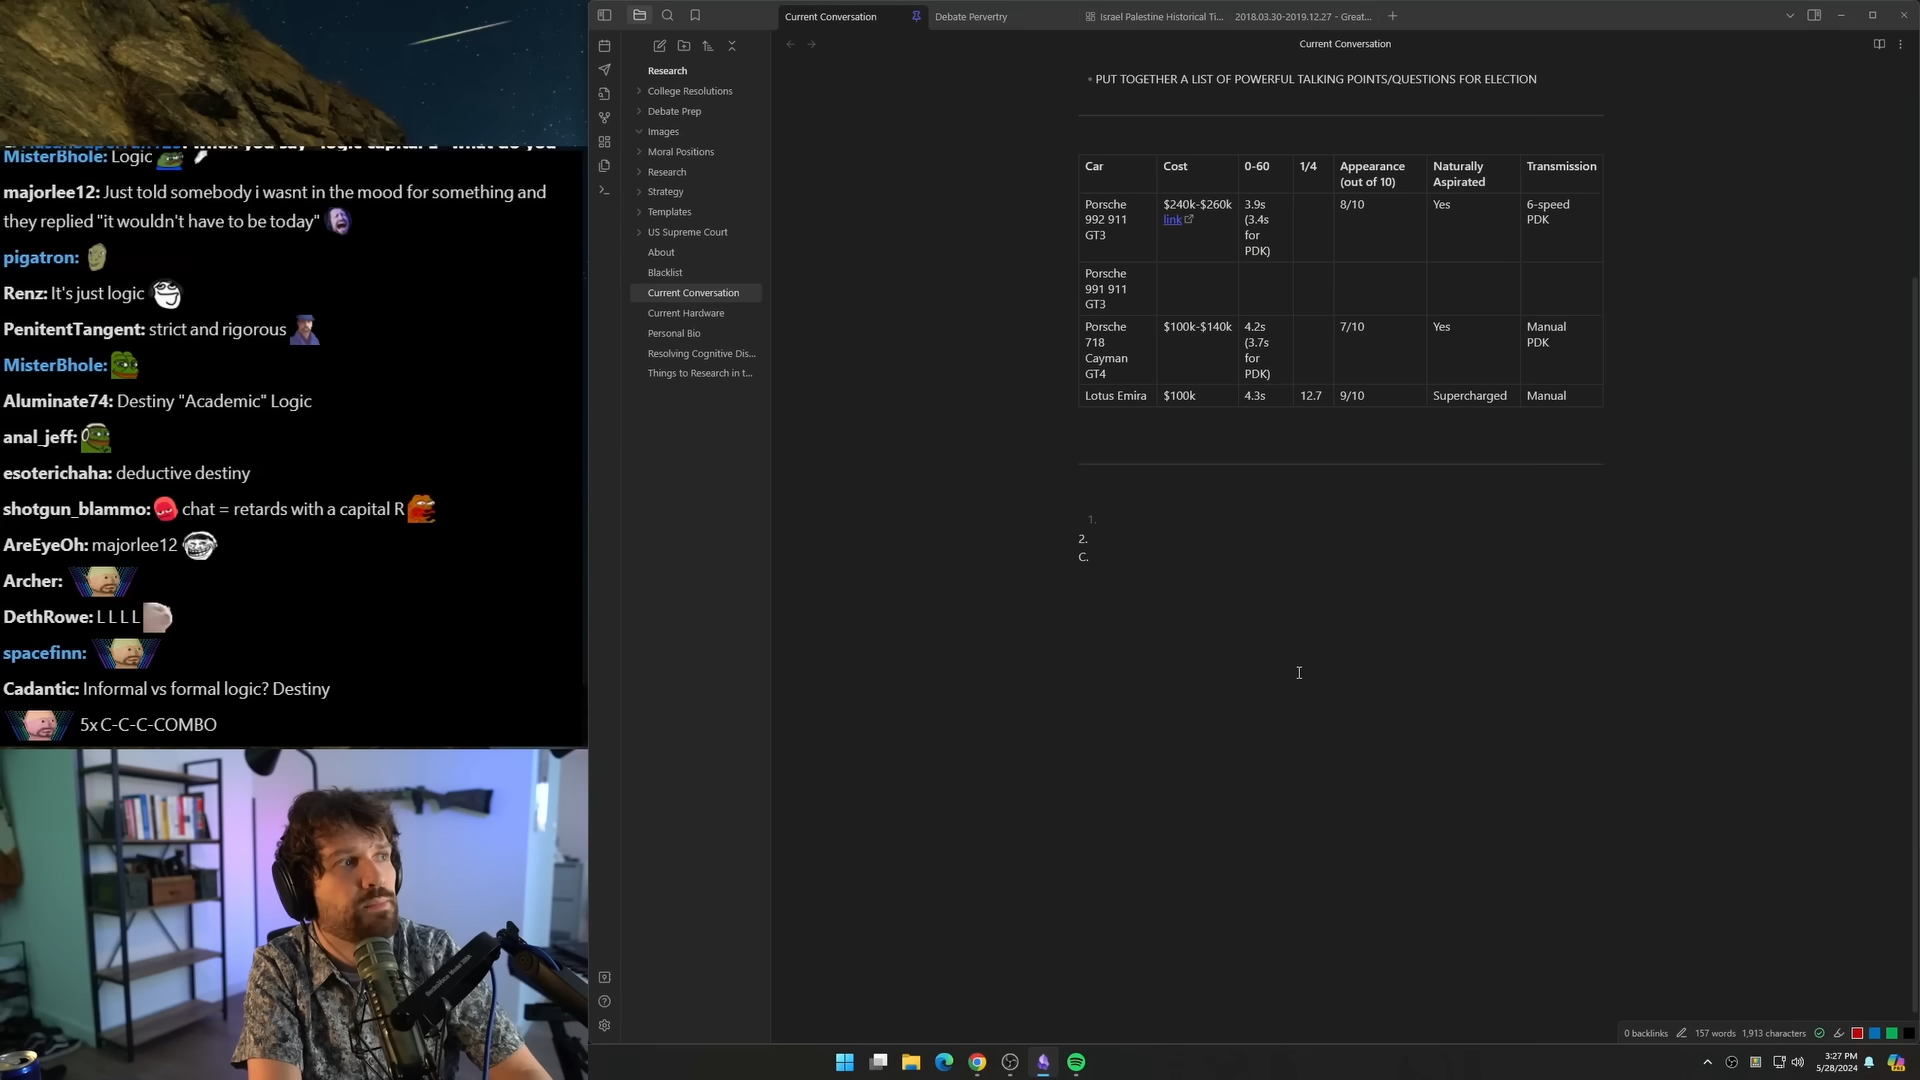 MisterBhole: Logic
majorlee12: Just told somebody i wasnt in the mood for something and
they replied "it wouldn't have to be today"
pigatron:
Renz: It's just logic
PenitentTangent: strict and rigorous
MisterBhole:
Aluminate74: Destiny "Academic" Logic
anal_jeff:
esoterichaha: deductive destiny
shotgun_blammo: chat = retards with a capital R
AreEyeOh: majorlee12
Archer:
DethRowe: L L L L
spacefinn:
Cadantic: Informal vs formal logic? Destiny
5x C-C-C-COMBO
Current Conversation
Debate Pervertry
Israel Palestine Historical Ti...
2018.03.30-2019.12.27 - Great...
Research
College Resolutions
Debate Prep
Images
Moral Positions
Research
Strategy
Templates
US Supreme Court
About
Blacklist
Current Conversation
Current Hardware
Personal Bio
Resolving Cognitive Dis...
Things to Research in t...
Current Conversation
PUT TOGETHER A LIST OF POWERFUL TALKING POINTS/QUESTIONS FOR ELECTION
Car Cost 0-60 1/4 Appearance (out of 10) Naturally Aspirated Transmission
Porsche 992 911 GT3 $240k-$260k link 3.9s (3.4s for PDK) 8/10 Yes 6-speed PDK
Porsche 991 911 GT3
Porsche 718 Cayman GT4 $100k-$140k 4.2s (3.7s for PDK) 7/10 Yes Manual PDK
Lotus Emira $100k 4.3s 12.7 9/10 Supercharged Manual
1.
2.
C.
0 backlinks 157 words 1,913 characters
3:27 PM
5/28/2024